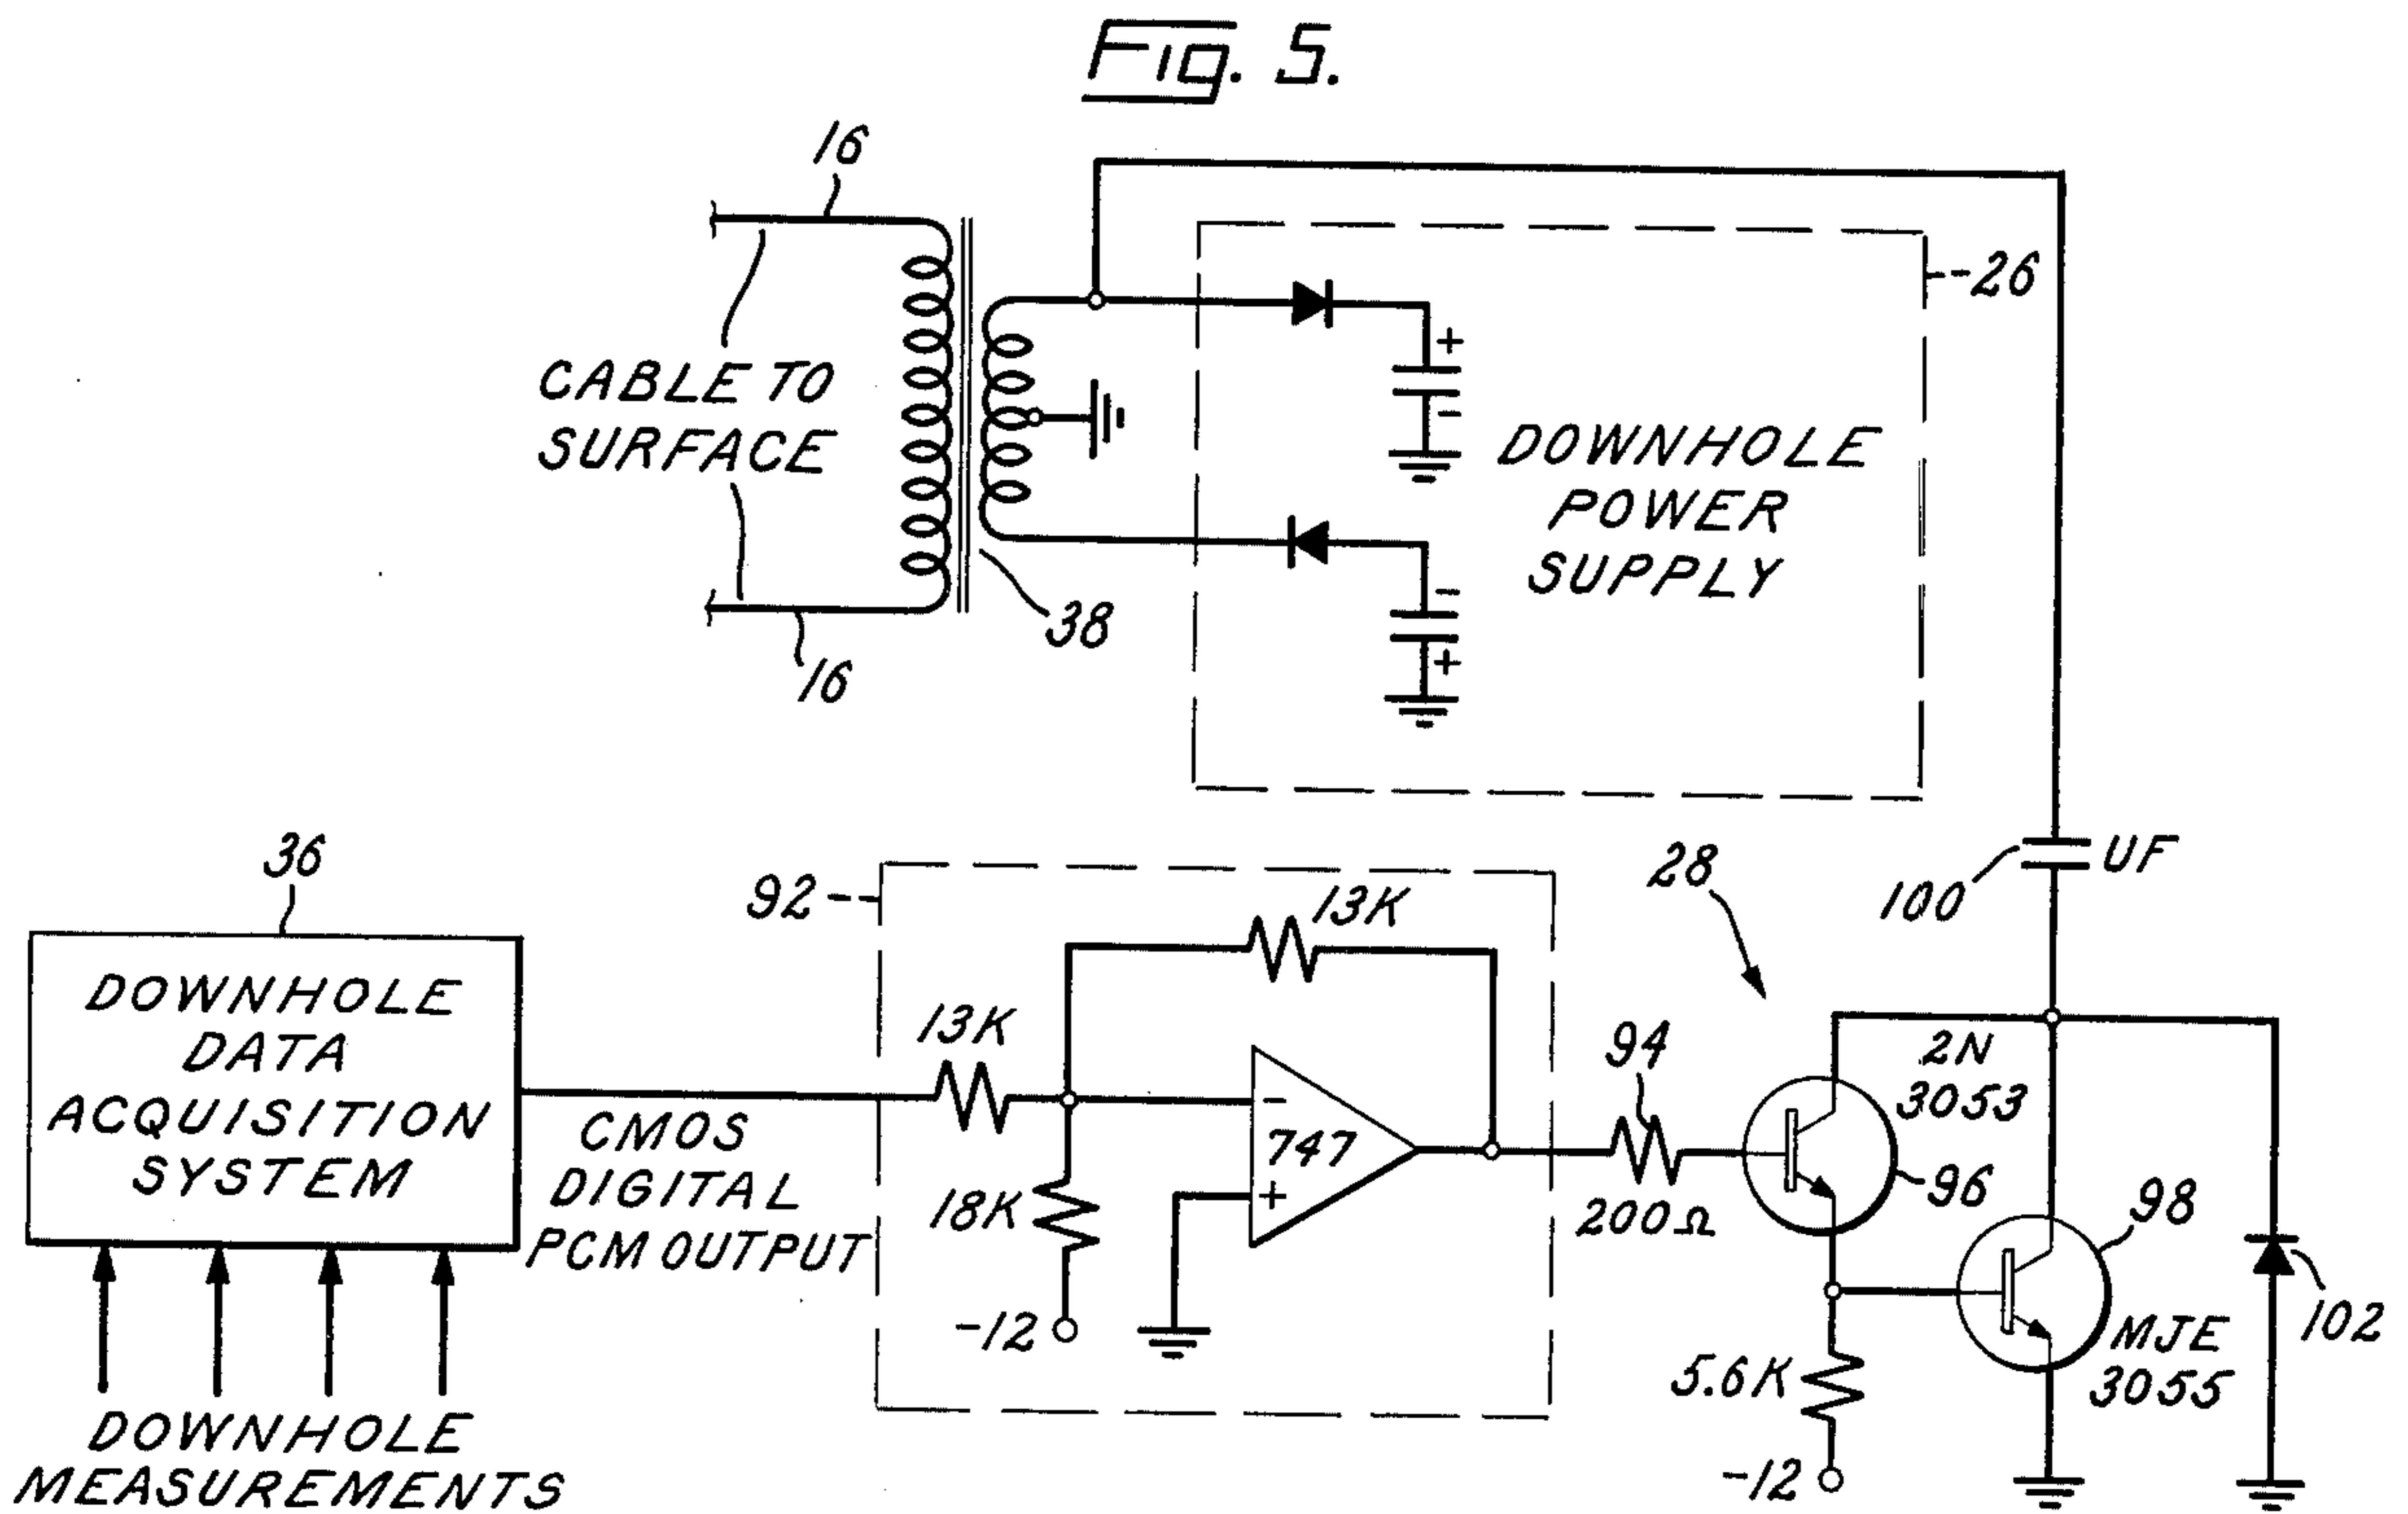 Fig. 5.
16
CABLE TO
SURFACE
16
38
+
-
-
+
DOWNHOLE
POWER
SUPPLY
26
36
DOWNHOLE
DATA
ACQUISITION
SYSTEM
CMOS
DIGITAL
PCM OUTPUT
DOWNHOLE
MEASUREMENTS
92
13K
13K
18K
-12
-
747
+
28
94
200Ω
100
UF
2N
3053
96
98
MJE
3055
102
5.6K
-12